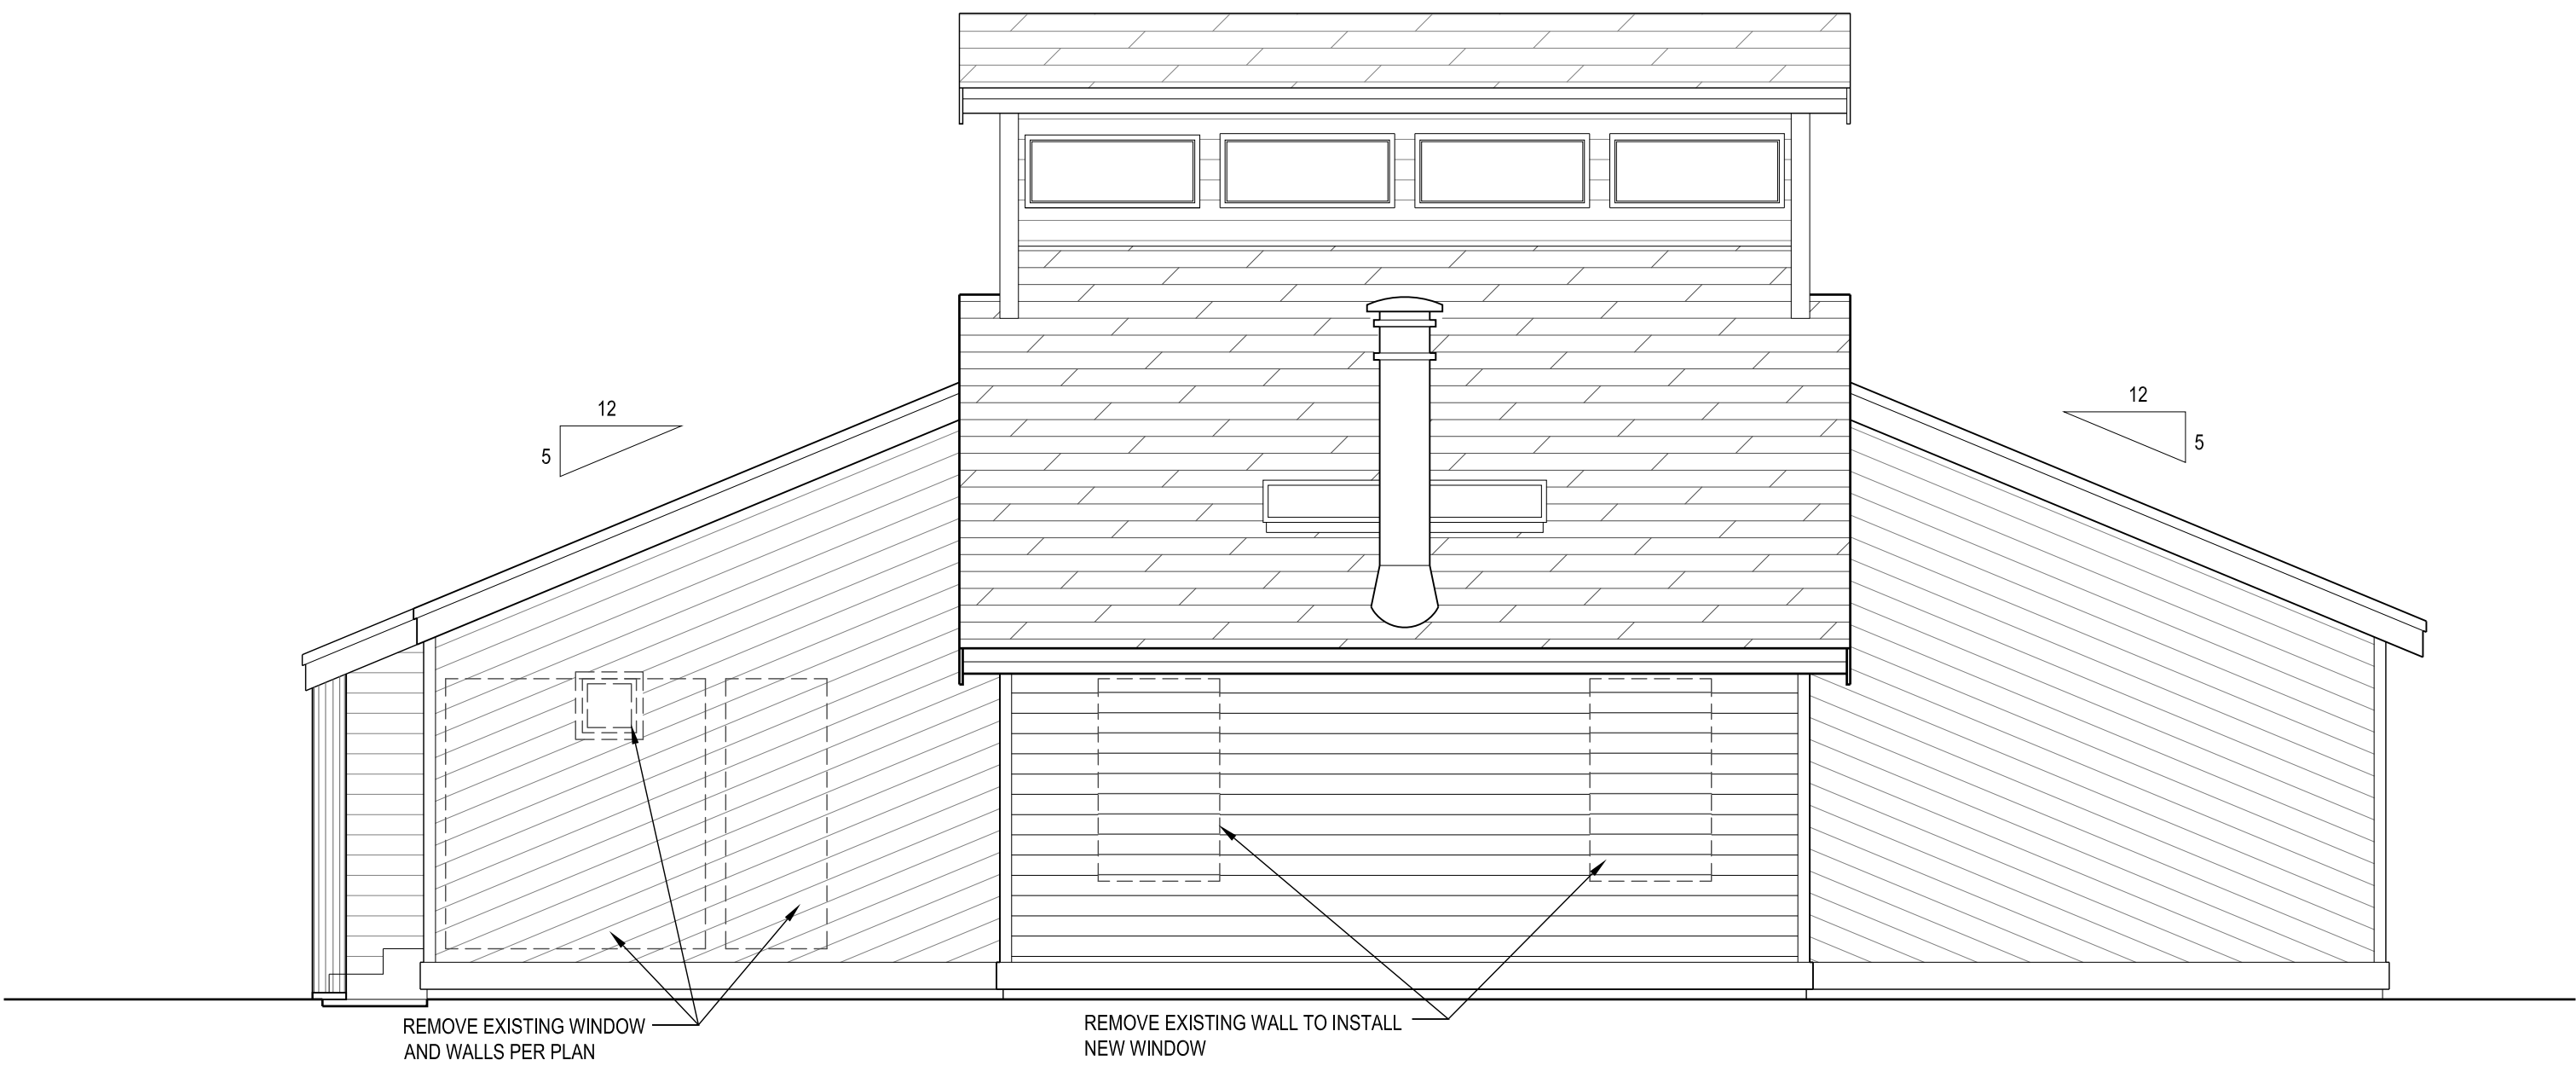 12
5
12
5
REMOVE EXISTING WINDOW
AND WALLS PER PLAN
REMOVE EXISTING WALL TO INSTALL
NEW WINDOW